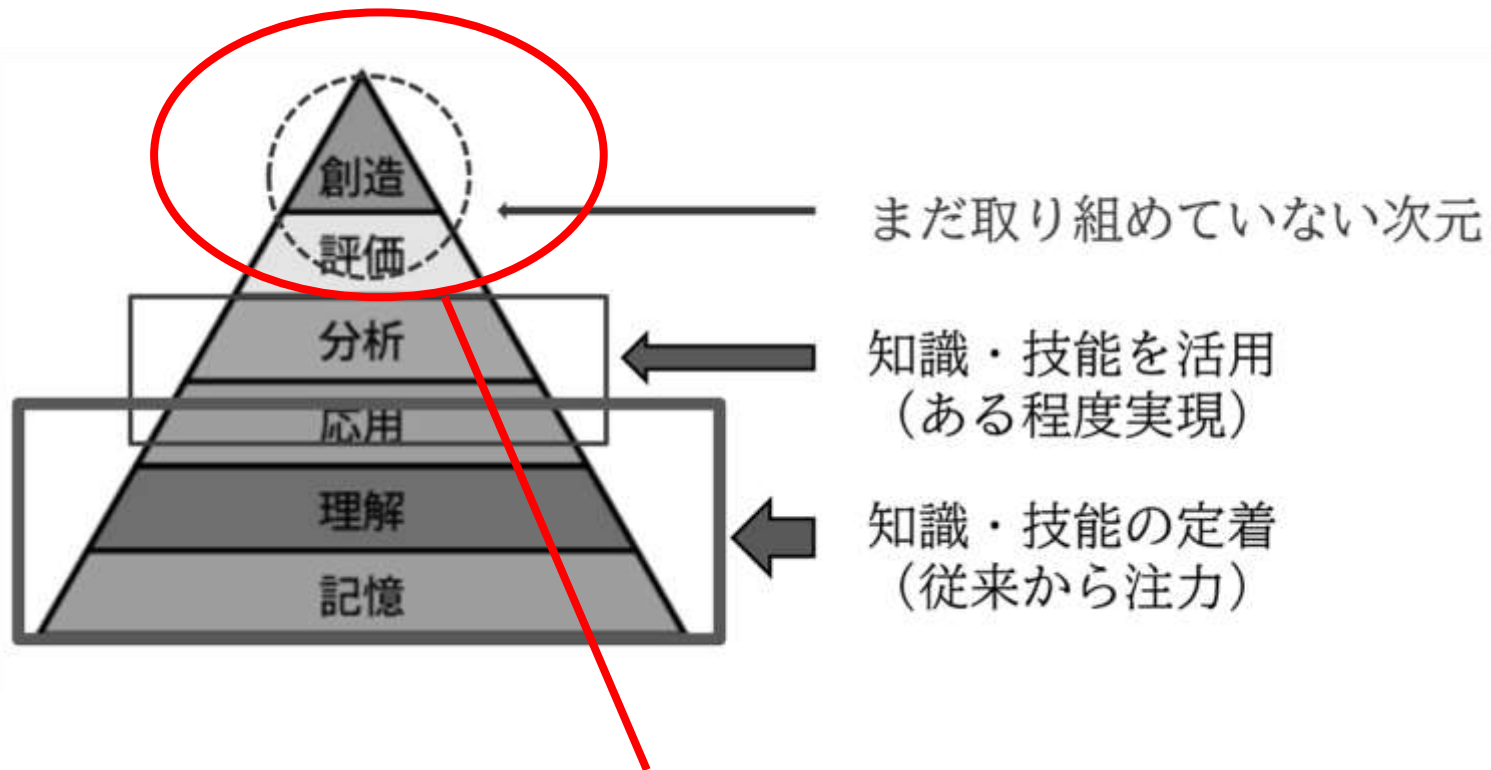 創造
評価
分析
応用
理解
記憶
まだ取り組めていない次元
知識・技能を活用
（ある程度実現）
知識・技能の定着
（従来から注力）